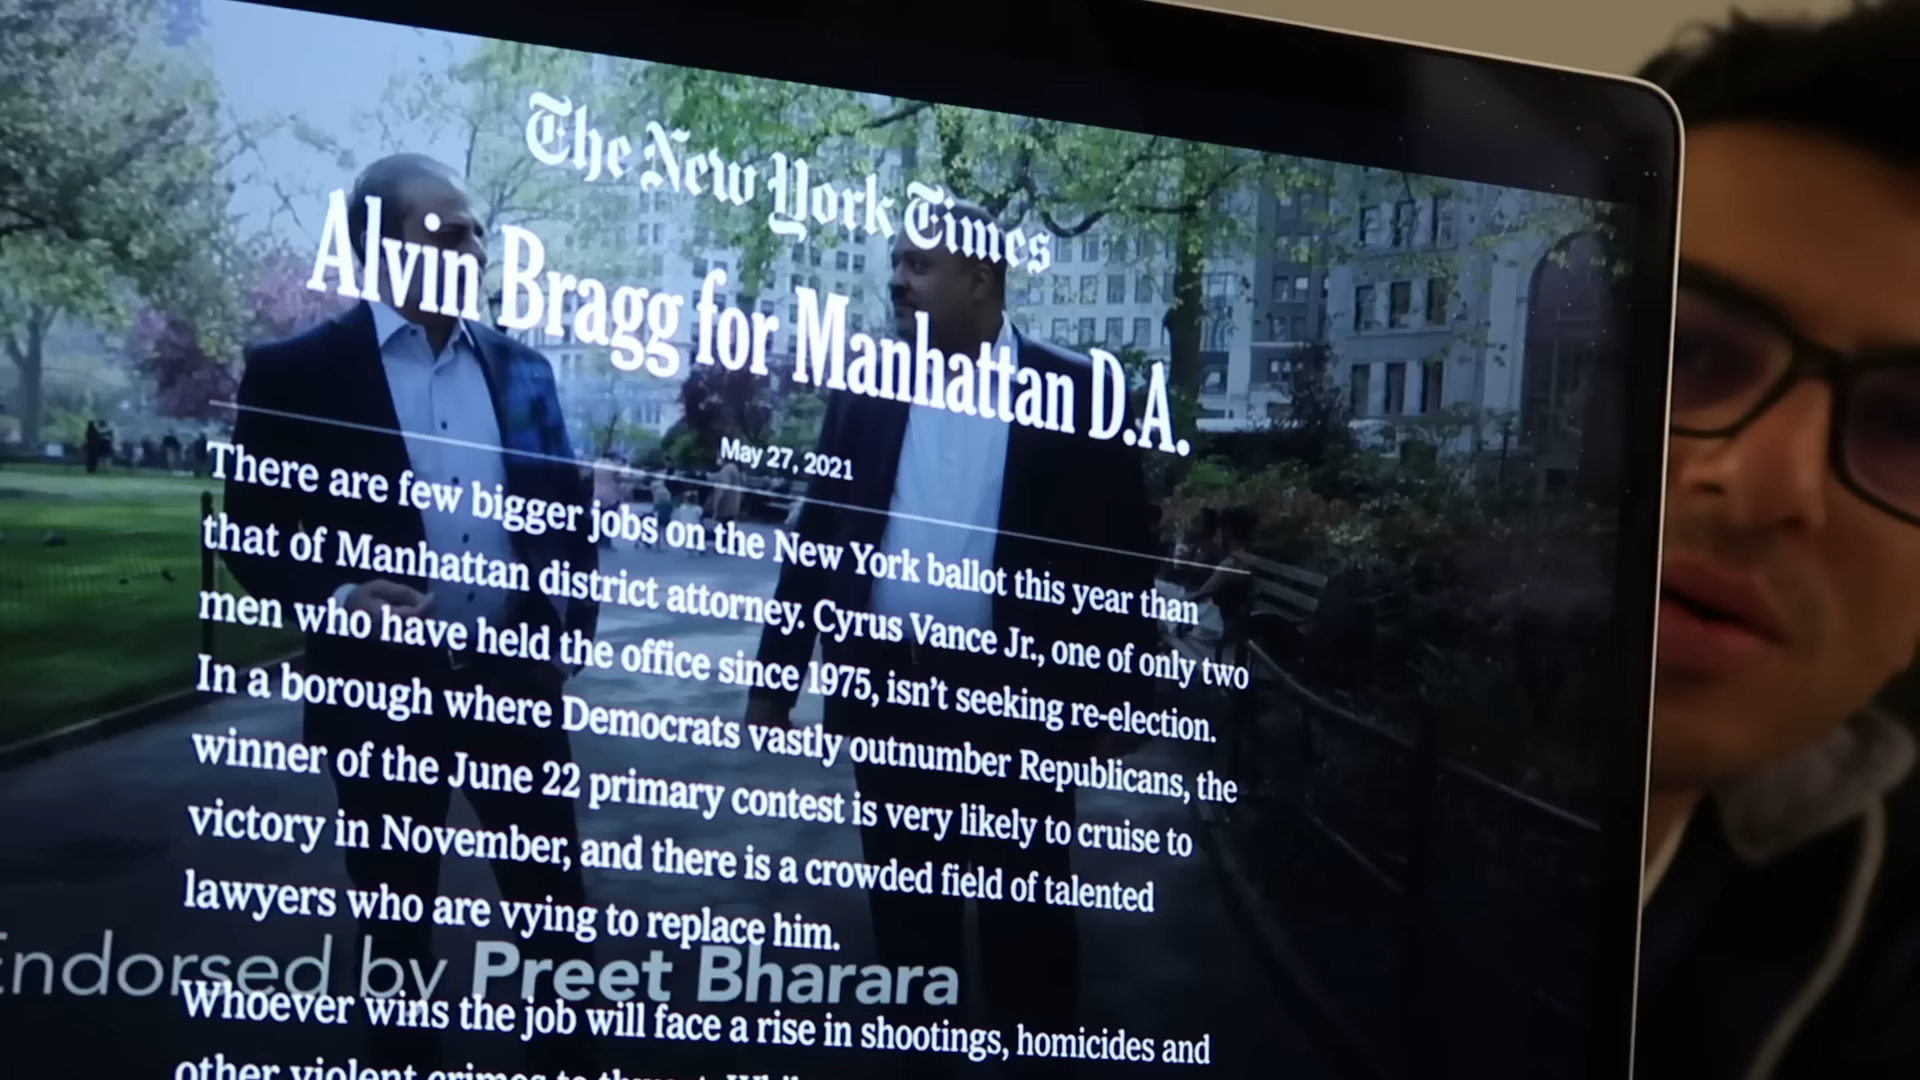 The New York Times
Alvin Bragg for Manhattan D.A.
May 27, 2021
There are few bigger jobs on the New York ballot this year than
that of Manhattan district attorney. Cyrus Vance Jr., one of only two
men who have held the office since 1975, isn't seeking re-election.
In a borough where Democrats vastly outnumber Republicans, the
winner of the June 22 primary contest is very likely to cruise to
victory in November, and there is a crowded field of talented
lawyers who are vying to replace him.
Endorsed by Preet Bharara
Whoever wins the job will face a rise in shootings, homicides and
other violent crimes to